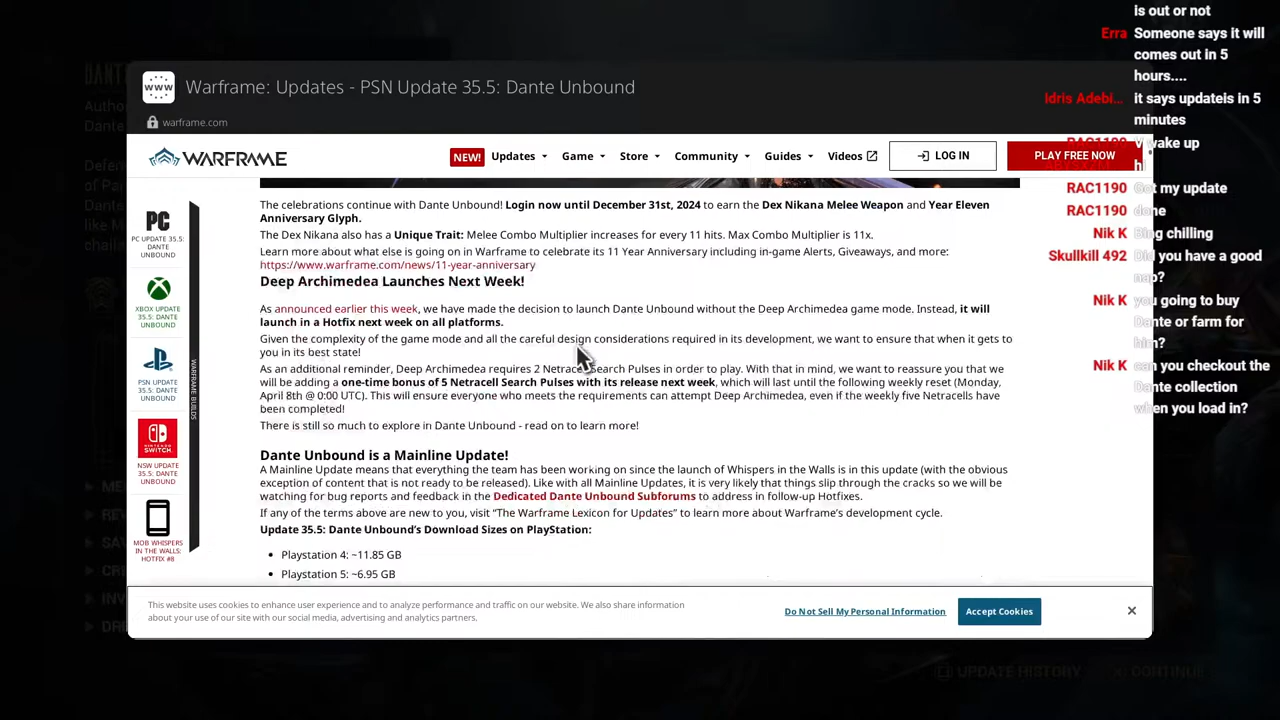 is out or not
Erra Someone says it will
comes out in 5
hours....
Idris Adebi... it says updateis in 5
minutes
RAC1190 V wake up
RAC1190 Got my update
RAC1190 done
Nik K Bing chilling
Skullkill 492 Did you have a good
nap?
Nik K you going to buy
Dante or farm for
him?
Nik K can you checkout the
Dante collection
when you load in?
DANTE
Warframe: Updates - PSN Update 35.5: Dante Unbound
warframe.com
WARFRAME
NEW! Updates Game Store Community Guides Videos LOG IN PLAY FREE NOW
PC
PC UPDATE 35.5:
DANTE
UNBOUND
XBOX UPDATE
35.5: DANTE
UNBOUND
PSN UPDATE
35.5: DANTE
UNBOUND
NSW UPDATE
35.5: DANTE
UNBOUND
MOB WHISPERS
IN THE WALLS:
HOTFIX #8
WARFRAME BUILDS
The celebrations continue with Dante Unbound! Login now until December 31st, 2024 to earn the Dex Nikana Melee Weapon and Year Eleven
Anniversary Glyph.
The Dex Nikana also has a Unique Trait: Melee Combo Multiplier increases for every 11 hits. Max Combo Multiplier is 11x.
Learn more about what else is going on in Warframe to celebrate its 11 Year Anniversary including in-game Alerts, Giveaways, and more:
https://www.warframe.com/news/11-year-anniversary
Deep Archimedea Launches Next Week!
As announced earlier this week, we have made the decision to launch Dante Unbound without the Deep Archimedea game mode. Instead, it will
launch in a Hotfix next week on all platforms.
Given the complexity of the game mode and all the careful design considerations required in its development, we want to ensure that when it gets to
you in its best state!
As an additional reminder, Deep Archimedea requires 2 Netracell Search Pulses in order to play. With that in mind, we want to reassure you that we
will be adding a one-time bonus of 5 Netracell Search Pulses with its release next week, which will last until the following weekly reset (Monday,
April 8th @ 0:00 UTC). This will ensure everyone who meets the requirements can attempt Deep Archimedea, even if the weekly five Netracells have
been completed!
There is still so much to explore in Dante Unbound - read on to learn more!
Dante Unbound is a Mainline Update!
A Mainline Update means that everything the team has been working on since the launch of Whispers in the Walls is in this update (with the obvious
exception of content that is not ready to be released). Like with all Mainline Updates, it is very likely that things slip through the cracks so we will be
watching for bug reports and feedback in the Dedicated Dante Unbound Subforums to address in follow-up Hotfixes.
If any of the terms above are new to you, visit “The Warframe Lexicon for Updates” to learn more about Warframe's development cycle.
Update 35.5: Dante Unbound's Download Sizes on PlayStation:
• Playstation 4: ~11.85 GB
• Playstation 5: ~6.95 GB
This website uses cookies to enhance user experience and to analyze performance and traffic on our website. We also share information
about your use of our site with our social media, advertising and analytics partners.
Do Not Sell My Personal Information
Accept Cookies
UPDATE HISTORY
CONTINUE